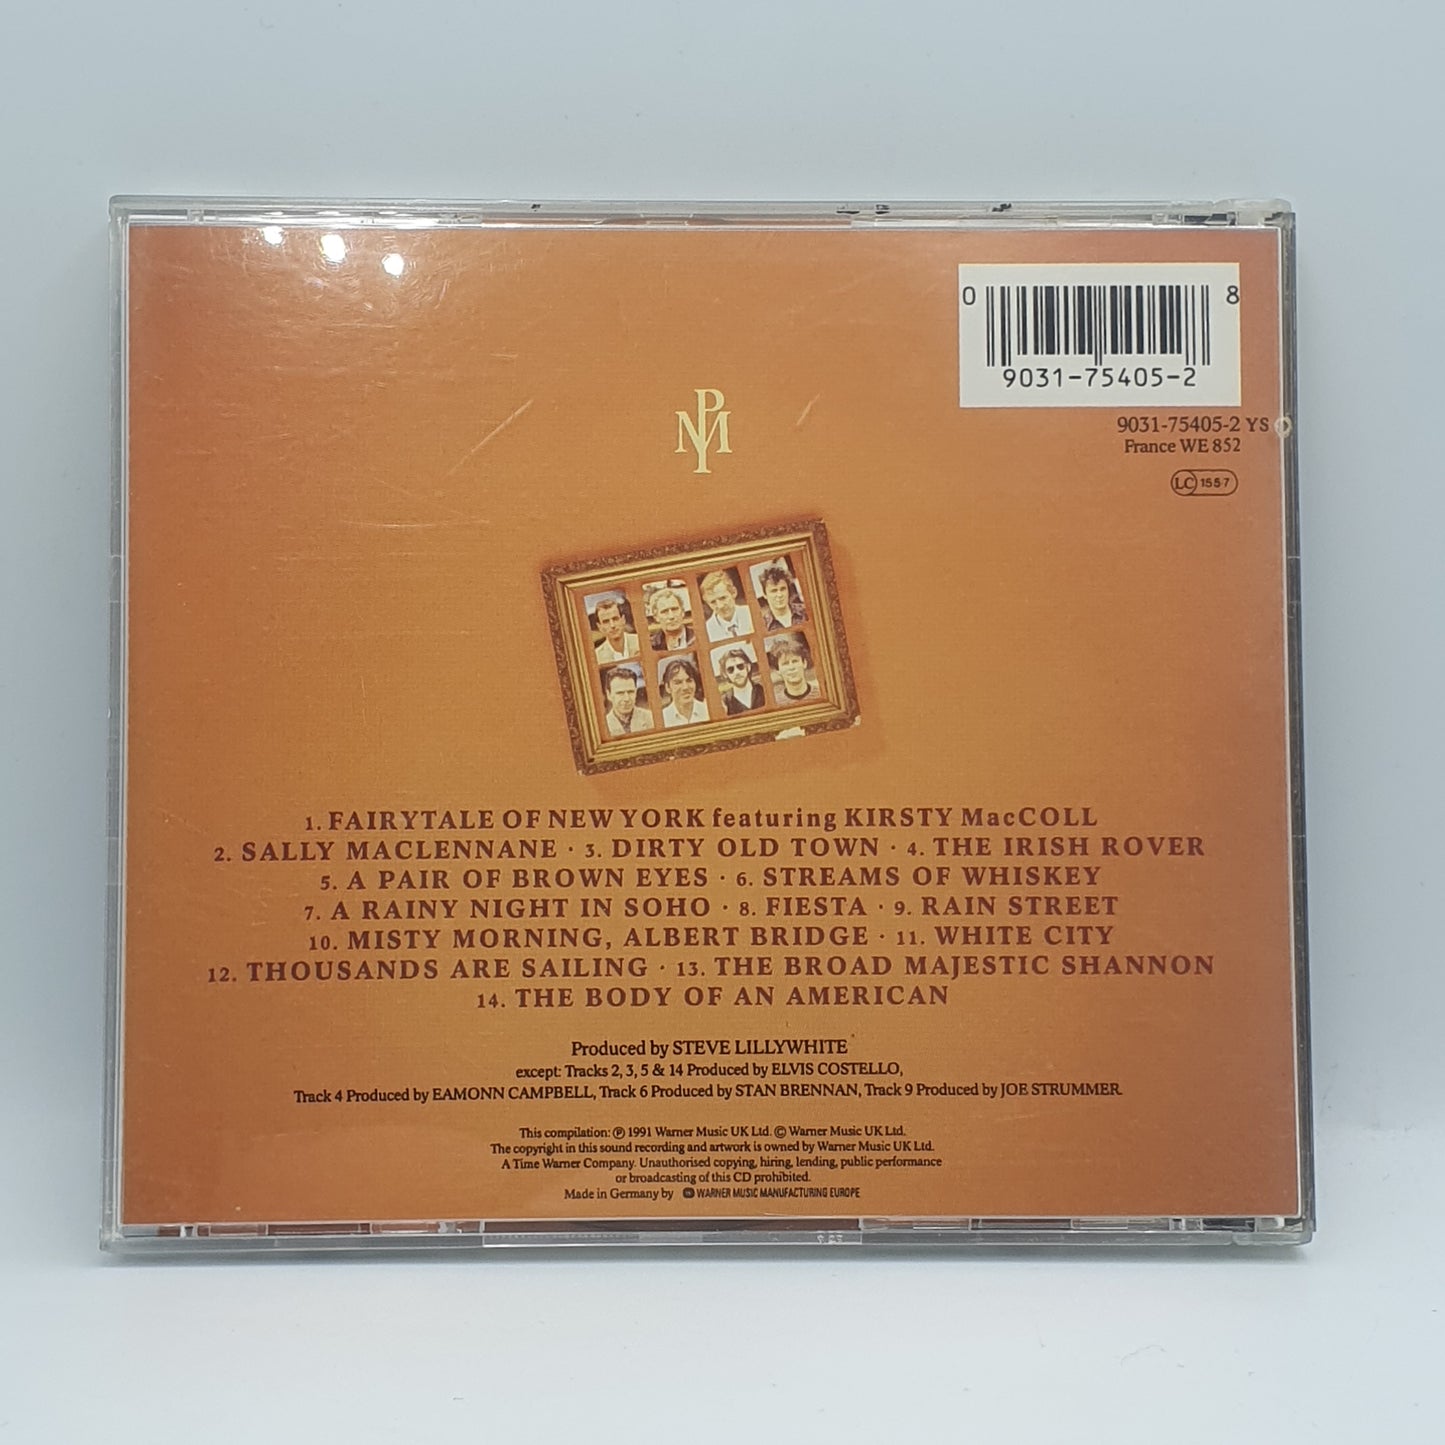 0 8
9031-75405-2
9031-75405-2 YS
France WE 852
LC 1557
PMY
1. FAIRYTALE OF NEW YORK featuring KIRSTY MacCOLL
2. SALLY MACLENNANE · 3. DIRTY OLD TOWN · 4. THE IRISH ROVER
5. A PAIR OF BROWN EYES · 6. STREAMS OF WHISKEY
7. A RAINY NIGHT IN SOHO · 8. FIESTA · 9. RAIN STREET
10. MISTY MORNING, ALBERT BRIDGE · 11. WHITE CITY
12. THOUSANDS ARE SAILING · 13. THE BROAD MAJESTIC SHANNON
14. THE BODY OF AN AMERICAN
Produced by STEVE LILLYWHITE
except: Tracks 2, 3, 5 & 14 Produced by ELVIS COSTELLO,
Track 4 Produced by EAMONN CAMPBELL, Track 6 Produced by STAN BRENNAN, Track 9 Produced by JOE STRUMMER
This compilation: ℗ 1991 Warner Music UK Ltd. © Warner Music UK Ltd.
The copyright in this sound recording and artwork is owned by Warner Music UK Ltd.
A Time Warner Company. Unauthorised copying, hiring, lending, public performance
or broadcasting of this CD prohibited.
Made in Germany by WARNER MUSIC MANUFACTURING EUROPE